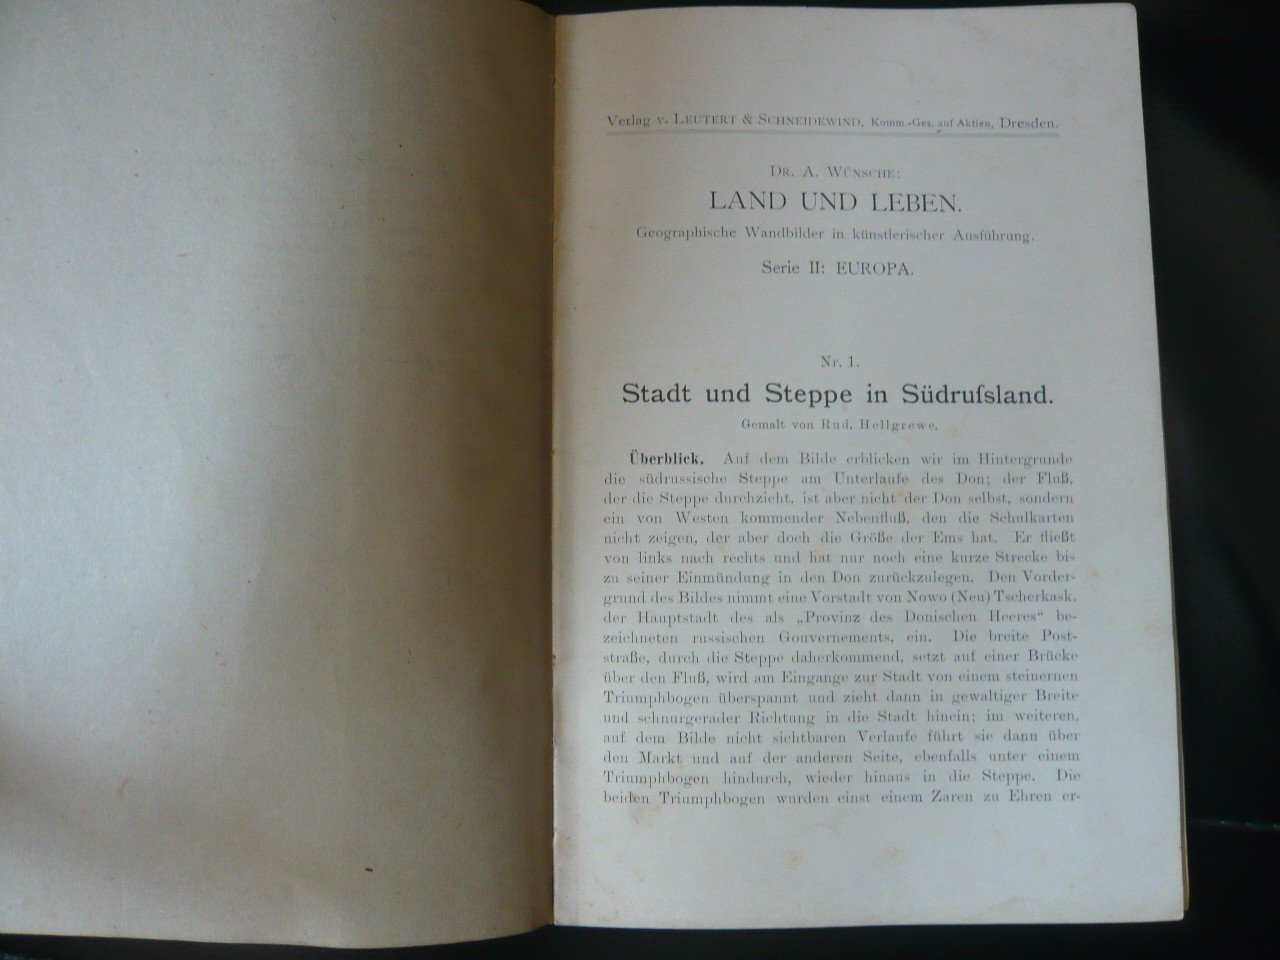 Verlag v. LEUTERT & SCHNEIDEWIND, Komm.-Ges. auf Aktien, Dresden.
DR. A. WÜNSCHE:
LAND UND LEBEN.
Geographische Wandbilder in künstlerischer Ausführung.
Serie II: EUROPA.
Nr. 1.
Stadt und Steppe in Südruſsland.
Gemalt von Rud. Hellgrewe.
Überblick. Auf dem Bilde erblicken wir im Hintergrunde
die südrussische Steppe am Unterlaufe des Don; der Fluß,
der die Steppe durchzieht, ist aber nicht der Don selbst, sondern
ein von Westen kommender Nebenfluß, den die Schulkarten
nicht zeigen, der aber doch die Größe der Ems hat. Er fließt
von links nach rechts und hat nur noch eine kurze Strecke bis
zu seiner Einmündung in den Don zurückzulegen. Den Vorder-
grund des Bildes nimmt eine Vorstadt von Nowo (Neu) Tscherkask,
der Hauptstadt des als „Provinz des Donischen Heeres“ be-
zeichneten russischen Gouvernements, ein. Die breite Post-
straße, durch die Steppe daherkommend, setzt auf einer Brücke
über den Fluß, wird am Eingange zur Stadt von einem steinernen
Triumphbogen überspannt und zieht dann in gewaltiger Breite
und schnurgerader Richtung in die Stadt hinein; im weiteren,
auf dem Bilde nicht sichtbaren Verlaufe führt sie dann über
den Markt und auf der anderen Seite, ebenfalls unter einem
Triumphbogen hindurch, wieder hinaus in die Steppe. Die
beiden Triumphbogen wurden einst einem Zaren zu Ehren er-